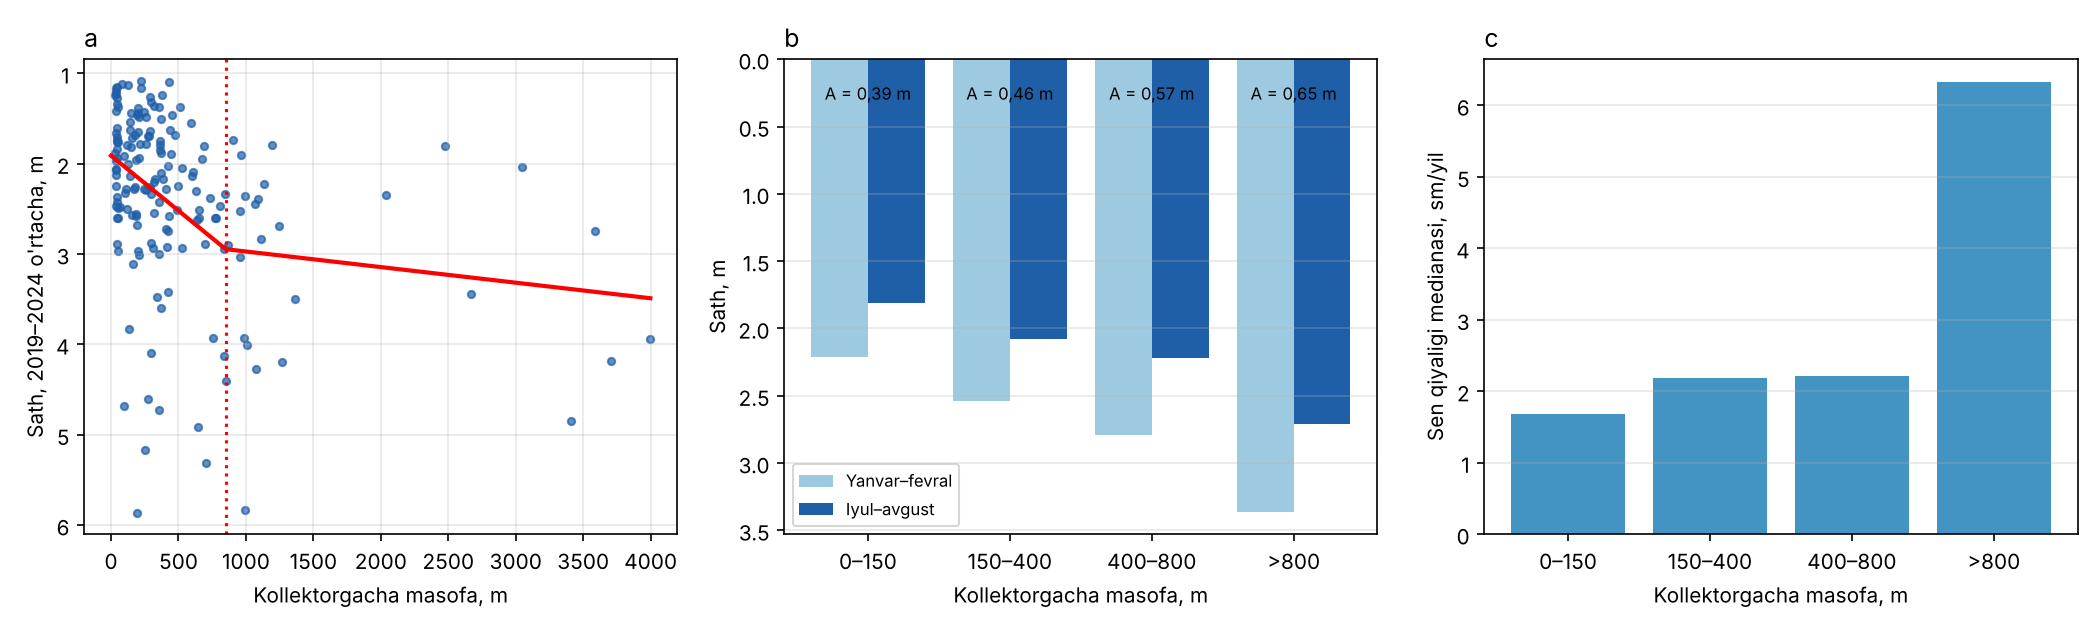 a
Sath, 2019–2024 o'rtacha, m
1
2
3
4
5
6
0 500 1000 1500 2000 2500 3000 3500 4000
Kollektorgacha masofa, m
b
Sath, m
0.0
0.5
1.0
1.5
2.0
2.5
3.0
3.5
A = 0,39 m A = 0,46 m A = 0,57 m A = 0,65 m
Yanvar–fevral
Iyul–avgust
0–150 150–400 400–800 >800
Kollektorgacha masofa, m
c
Sen qiyaligi medianasi, sm/yil
6
5
4
3
2
1
0
0–150 150–400 400–800 >800
Kollektorgacha masofa, m